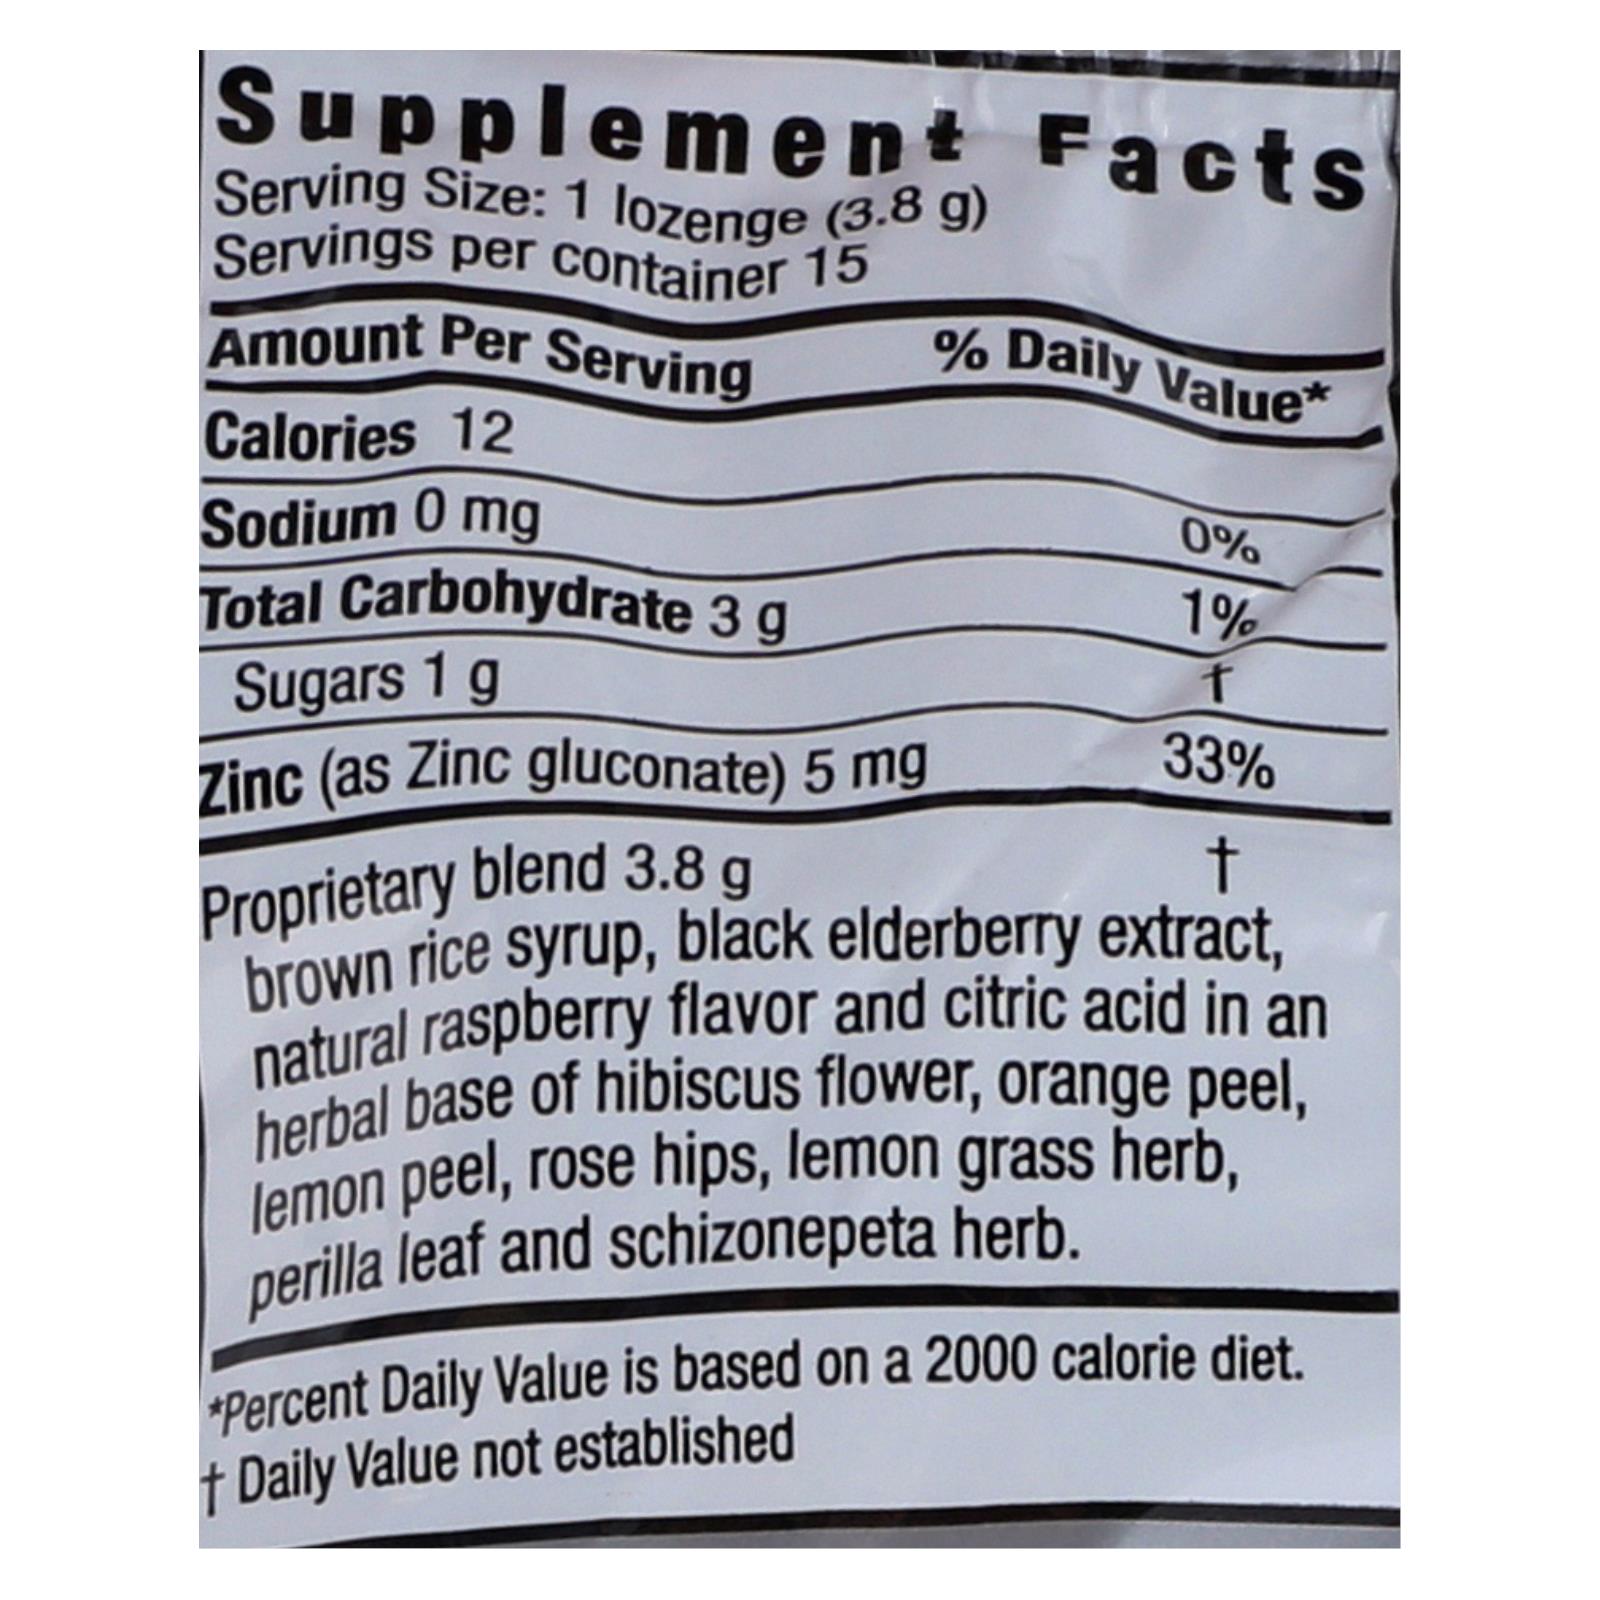 Supplement Facts
Serving Size: 1 lozenge (3.8 g)
Servings per container 15
Amount Per Serving % Daily Value*
Calories 12
Sodium 0 mg 0%
Total Carbohydrate 3 g 1%
Sugars 1 g †
Zinc (as Zinc gluconate) 5 mg 33%
Proprietary blend 3.8 g †
brown rice syrup, black elderberry extract,
natural raspberry flavor and citric acid in an
herbal base of hibiscus flower, orange peel,
lemon peel, rose hips, lemon grass herb,
perilla leaf and schizonepeta herb.
*Percent Daily Value is based on a 2000 calorie diet.
† Daily Value not established